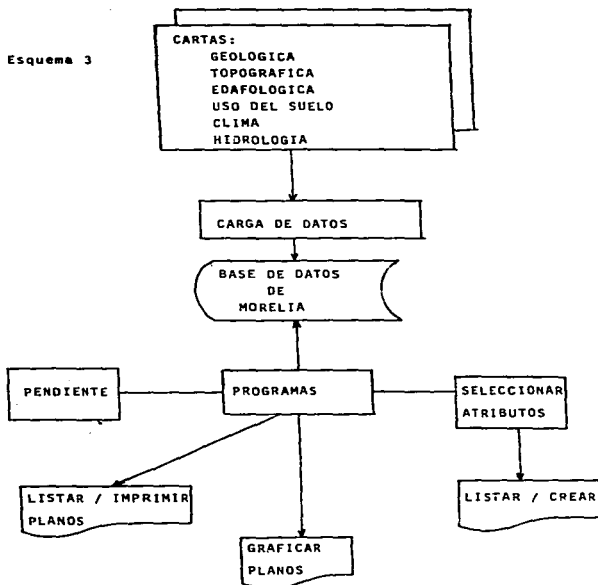 Esquema 3
CARTAS:
GEOLOGICA
TOPOGRAFICA
EDAFOLOGICA
USO DEL SUELO
CLIMA
HIDROLOGIA
CARGA DE DATOS
BASE DE DATOS
DE
MORELIA
PENDIENTE
PROGRAMAS
SELECCIONAR
ATRIBUTOS
LISTAR / IMPRIMIR
PLANOS
LISTAR / CREAR
GRAFICAR
PLANOS